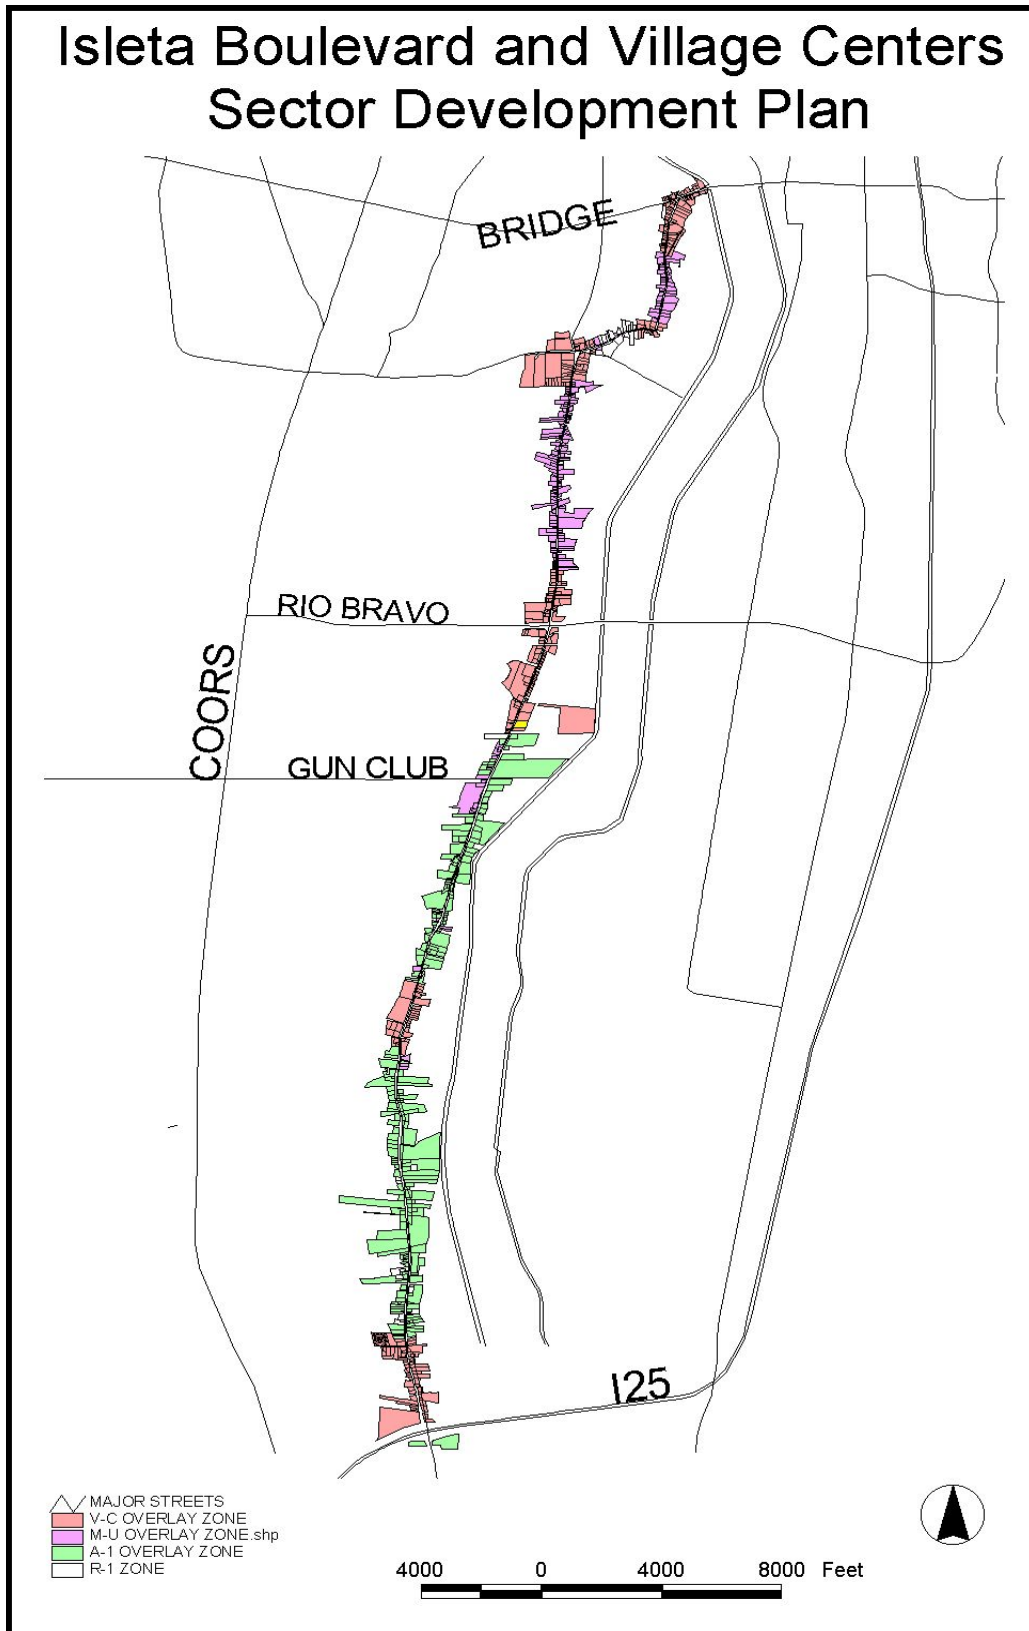 Isleta Boulevard and Village Centers
Sector Development Plan
BRIDGE
RIO BRAVO
COORS
GUN CLUB
I25
MAJOR STREETS
V-C OVERLAY ZONE
M-U OVERLAY ZONE.shp
A-1 OVERLAY ZONE
R-1 ZONE
4000 0 4000 8000 Feet